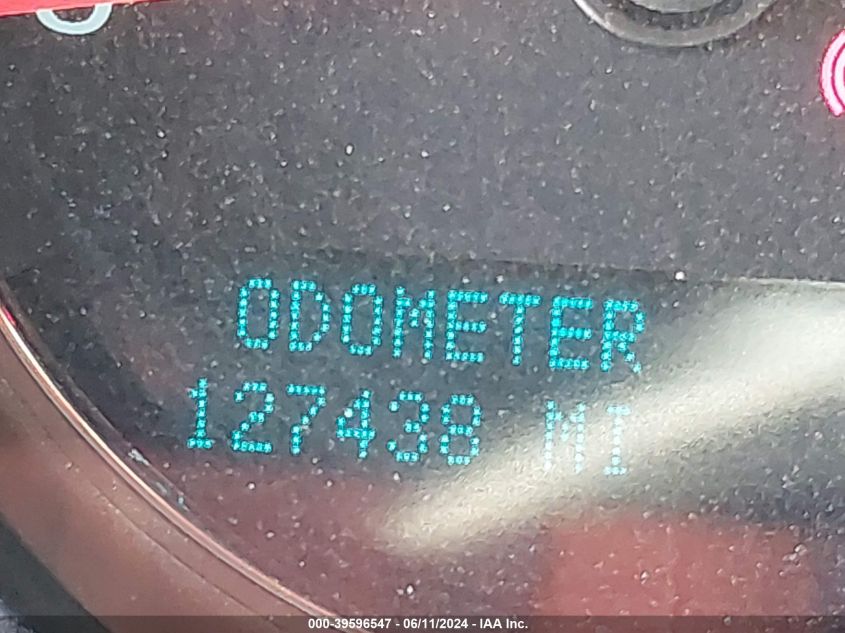 ODOMETER
127438 MI
000-39596547 - 06/11/2024 - IAA Inc.